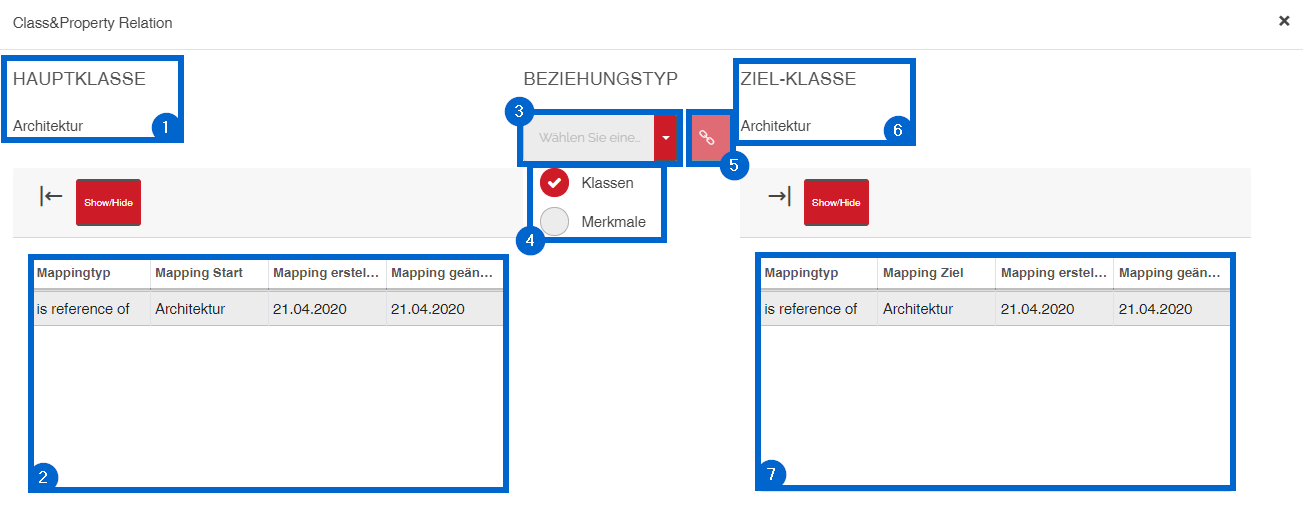 Class&Property Relation
HAUPTKLASSE
Architektur
1
BEZIEHUNGSTYP
3
Wählen Sie eine...
5
Klassen
Merkmale
4
ZIEL-KLASSE
Architektur
6
Show/Hide
Show/Hide
Mappingtyp Mapping Start Mapping erstel... Mapping geän...
is reference of Architektur 21.04.2020 21.04.2020
2
Mappingtyp Mapping Ziel Mapping erstel... Mapping geän...
is reference of Architektur 21.04.2020 21.04.2020
7